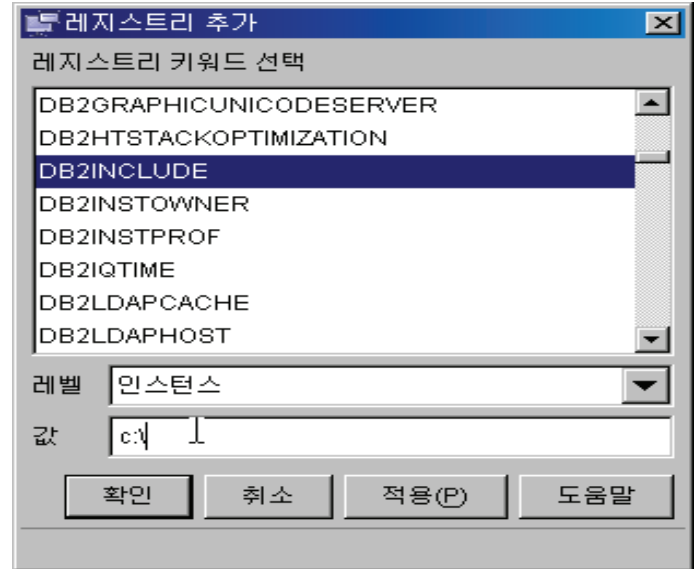 레지스트리 추가
레지스트리 키워드 선택
DB2GRAPHICUNICODESERVER
DB2HTSTACKOPTIMIZATION
DB2INCLUDE
DB2INSTOWNER
DB2INSTPROF
DB2IQTIME
DB2LDAPCACHE
DB2LDAPHOST
레벨 인스턴스
값 c:\
확인 취소 적용(P) 도움말